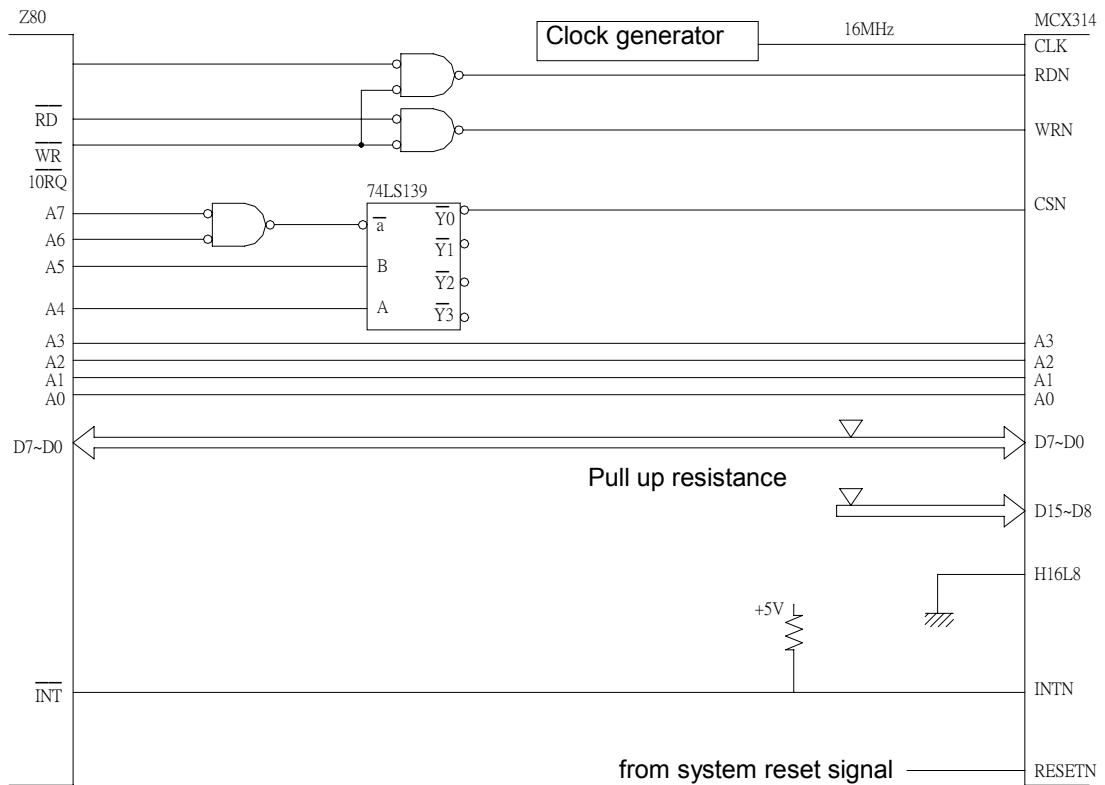 Z80
MCX314
Clock generator
16MHz
CLK
RDN
RD
WRN
WR
10RQ
74LS139
A7
a
Y0
CSN
A6
Y1
A5
B
Y2
A4
A
Y3
A3
A3
A2
A2
A1
A1
A0
A0
D7~D0
D7~D0
Pull up resistance
D15~D8
H16L8
+5V
INT
INTN
from system reset signal
RESETN